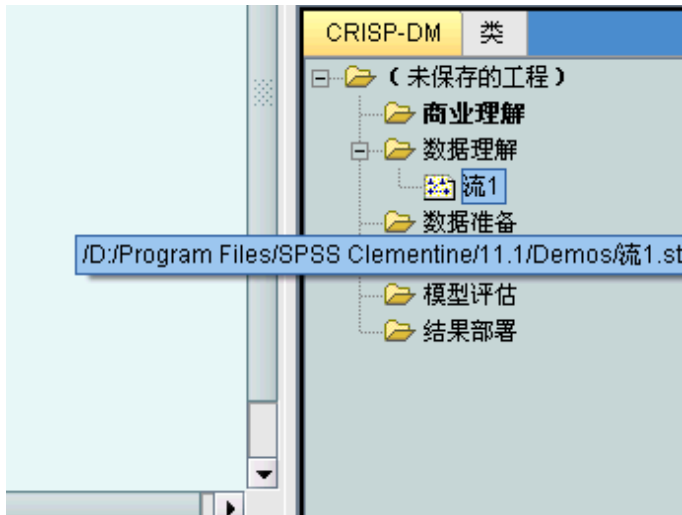 CRISP-DM 类
(未保存的工程)
商业理解
数据理解
流1
数据准备
/D:/Program Files/SPSS Clementine/11.1/Demos/流1.st
模型评估
结果部署